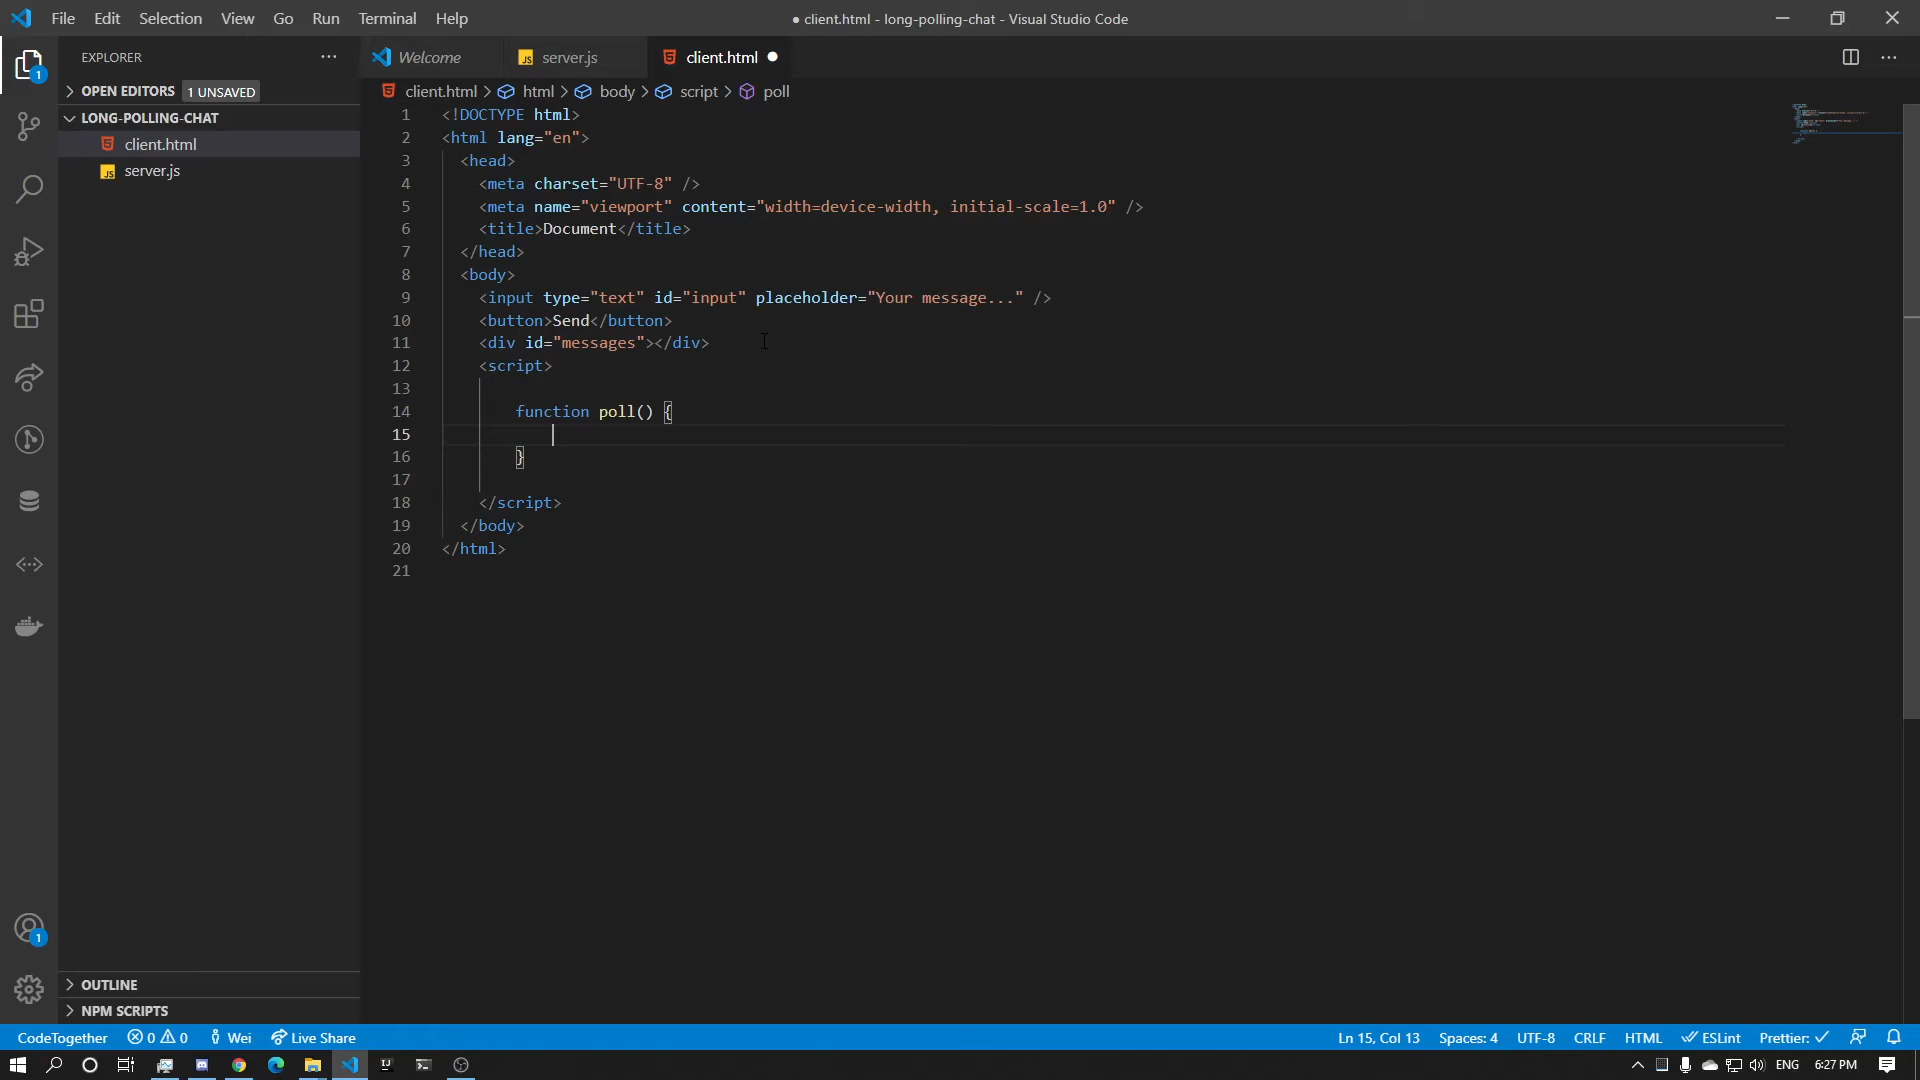 File Edit Selection View Go Run Terminal Help
● client.html - long-polling-chat - Visual Studio Code
EXPLORER
Welcome
server.js
client.html
OPEN EDITORS 1 UNSAVED
LONG-POLLING-CHAT
client.html
server.js
client.html > html > body > script > poll
1 <!DOCTYPE html>
2 <html lang="en">
3 <head>
4 <meta charset="UTF-8" />
5 <meta name="viewport" content="width=device-width, initial-scale=1.0" />
6 <title>Document</title>
7 </head>
8 <body>
9 <input type="text" id="input" placeholder="Your message..." />
10 <button>Send</button>
11 <div id="messages"></div>
12 <script>
13
14 function poll() {
15
16 }
17
18 </script>
19 </body>
20 </html>
21
1
1
OUTLINE
NPM SCRIPTS
CodeTogether 0 0 Wei Live Share
Ln 15, Col 13 Spaces: 4 UTF-8 CRLF HTML ESLint Prettier: ✓
ENG 6:27 PM